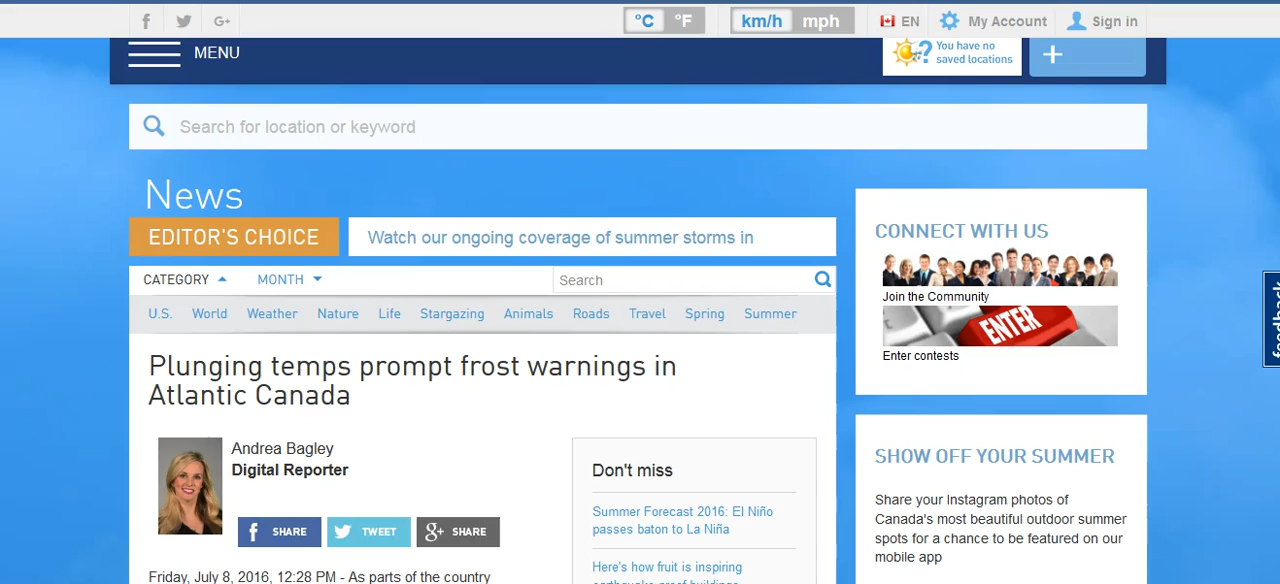 °C °F km/h mph EN My Account Sign in
MENU
You have no
saved locations
Search for location or keyword
News
EDITOR'S CHOICE
Watch our ongoing coverage of summer storms in
CATEGORY MONTH Search
U.S. World Weather Nature Life Stargazing Animals Roads Travel Spring Summer
Plunging temps prompt frost warnings in
Atlantic Canada
Andrea Bagley
Digital Reporter
SHARE TWEET SHARE
Friday, July 8, 2016, 12:28 PM - As parts of the country
Don't miss
Summer Forecast 2016: El Niño
passes baton to La Niña
Here's how fruit is inspiring
earthquake-proof buildings
CONNECT WITH US
Join the Community
ENTER
Enter contests
SHOW OFF YOUR SUMMER
Share your Instagram photos of
Canada's most beautiful outdoor summer
spots for a chance to be featured on our
mobile app
feedback